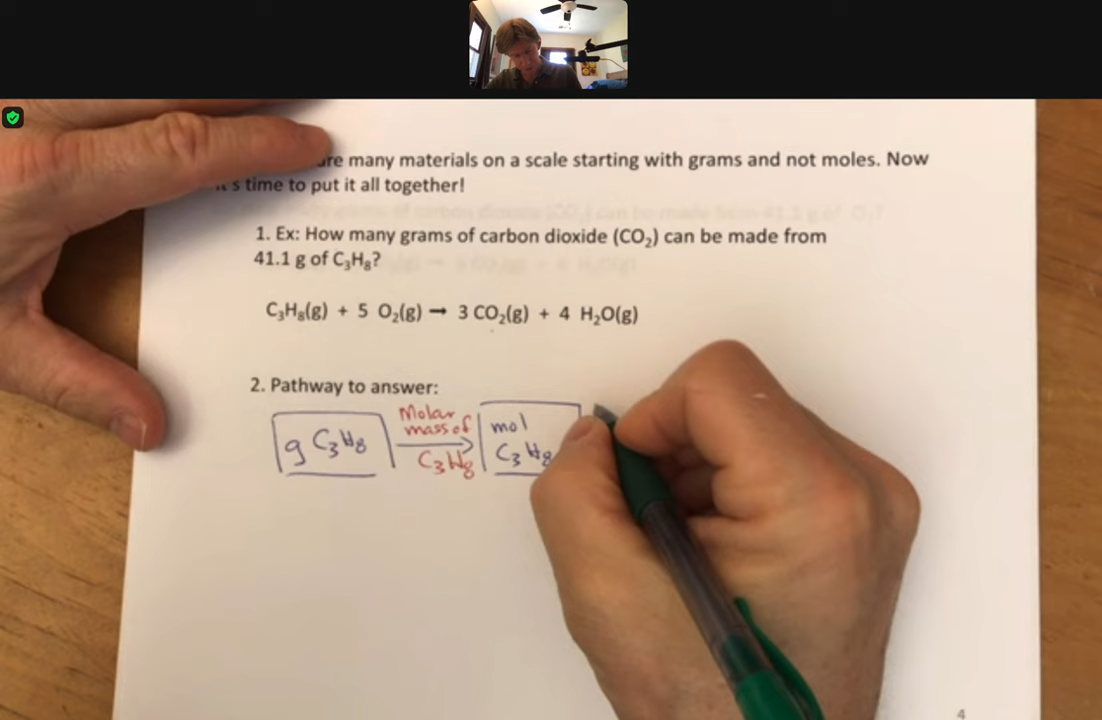 are many materials on a scale starting with grams and not moles. Now
it's time to put it all together!
1. Ex: How many grams of carbon dioxide (CO₂) can be made from
41.1 g of C₃H₈?
C₃H₈(g) + 5 O₂(g) → 3 CO₂(g) + 4 H₂O(g)
2. Pathway to answer:
g C₃H₈
Molar
mass of
C₃H₈
mol
C₃H₈
4